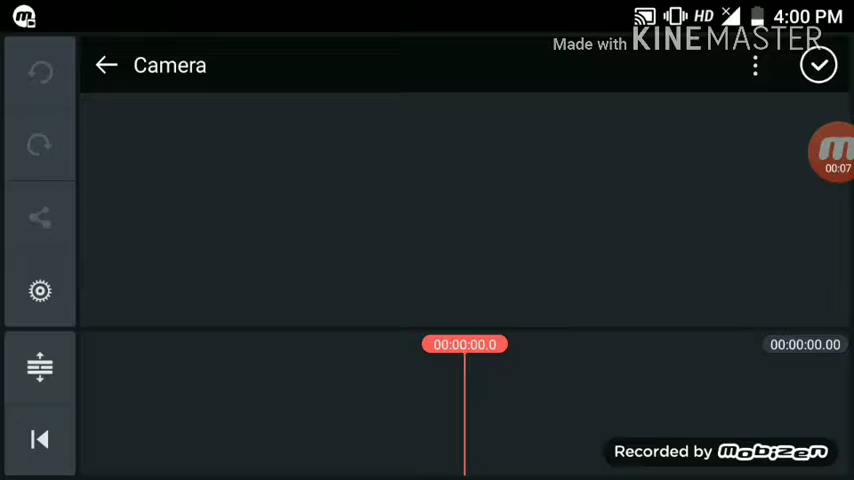 HD
4:00 PM
Made with KINEMASTER
Camera
00:07
00:00:00.0
00:00:00.00
Recorded by mobizen